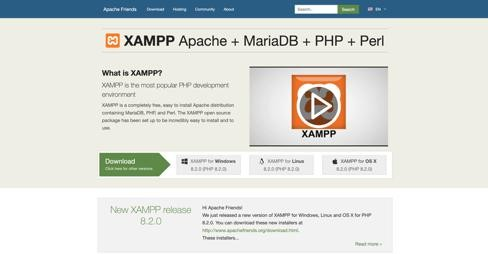 Apache Friends Download Hosting Community About Search... Search EN
XAMPP Apache + MariaDB + PHP + Perl
What is XAMPP?
XAMPP is the most popular PHP development
environment
XAMPP is a completely free, easy to install Apache distribution
containing MariaDB, PHP, and Perl. The XAMPP open source
package has been set up to be incredibly easy to install and to
use.
XAMPP
Download
Click here for other versions
XAMPP for Windows
8.2.0 (PHP 8.2.0)
XAMPP for Linux
8.2.0 (PHP 8.2.0)
XAMPP for OS X
8.2.0 (PHP 8.2.0)
New XAMPP release
8.2.0
Hi Apache Friends!
We just released a new version of XAMPP for Windows, Linux and OS X for PHP
8.2.0. You can download these new installers at
http://www.apachefriends.org/download.html.
These installers...
Read more »